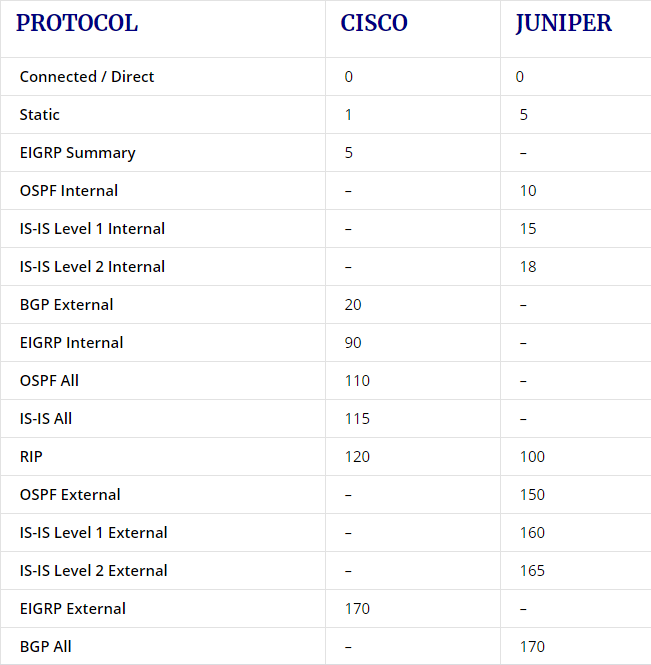 PROTOCOL CISCO JUNIPER
Connected / Direct 0 0
Static 1 5
EIGRP Summary 5 –
OSPF Internal – 10
IS-IS Level 1 Internal – 15
IS-IS Level 2 Internal – 18
BGP External 20 –
EIGRP Internal 90 –
OSPF All 110 –
IS-IS All 115 –
RIP 120 100
OSPF External – 150
IS-IS Level 1 External – 160
IS-IS Level 2 External – 165
EIGRP External 170 –
BGP All – 170